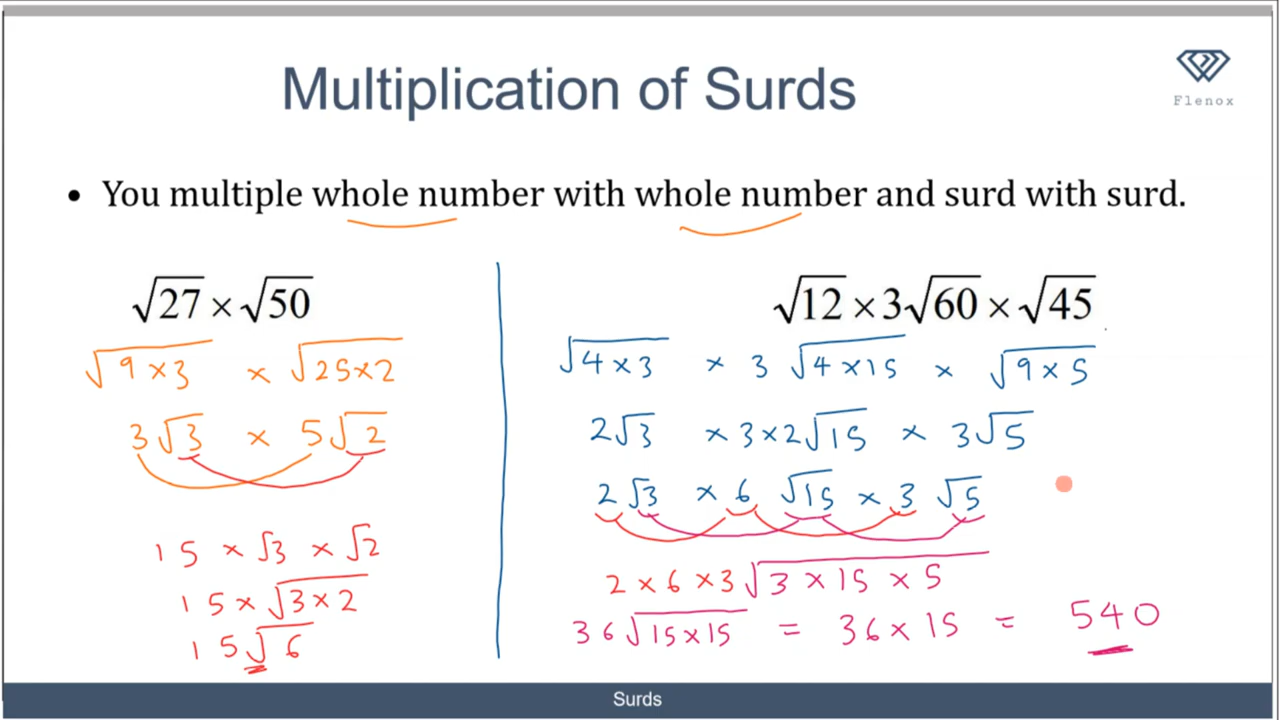 Multiplication of Surds
Flenox
• You multiple whole number with whole number and surd with surd.
√27 × √50
√9 × 3 × √25 × 2
3√3 × 5√2
15 × √3 × √2
15 × √3 × 2
15√6
√12 × 3√60 × √45
√4 × 3 × 3 √4 × 15 × √9 × 5
2√3 × 3 × 2√15 × 3√5
2√3 × 6 √15 × 3 √5
2 × 6 × 3√3 × 15 × 5
36√15 × 15 = 36 × 15 = 540
Surds